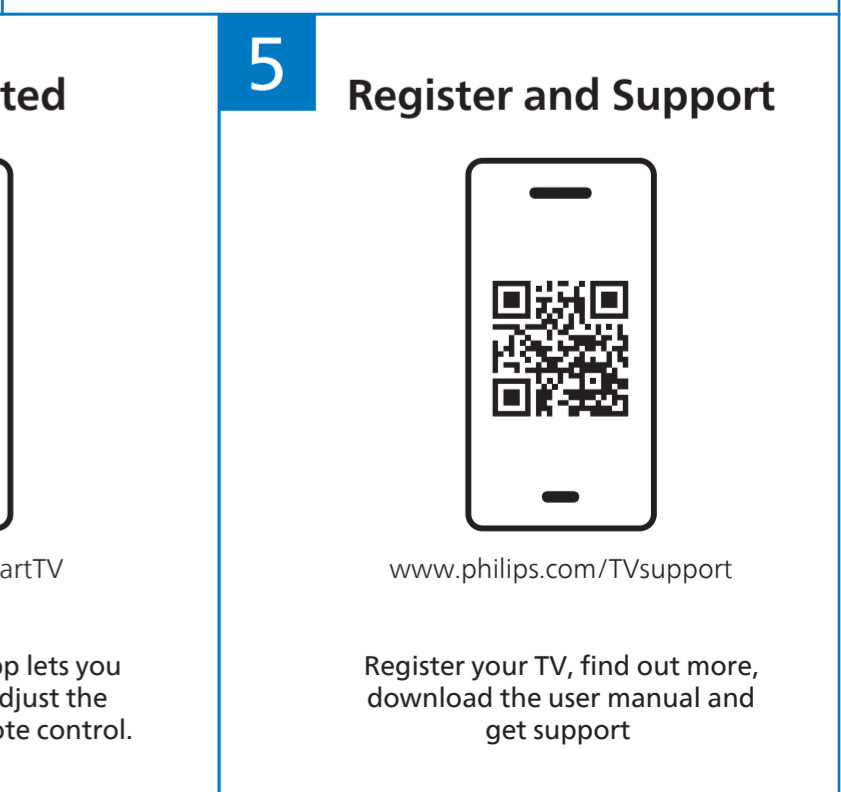 ted
artTV
p lets you
djust the
ote control.
5
Register and Support
www.philips.com/TVsupport
Register your TV, find out more,
download the user manual and
get support